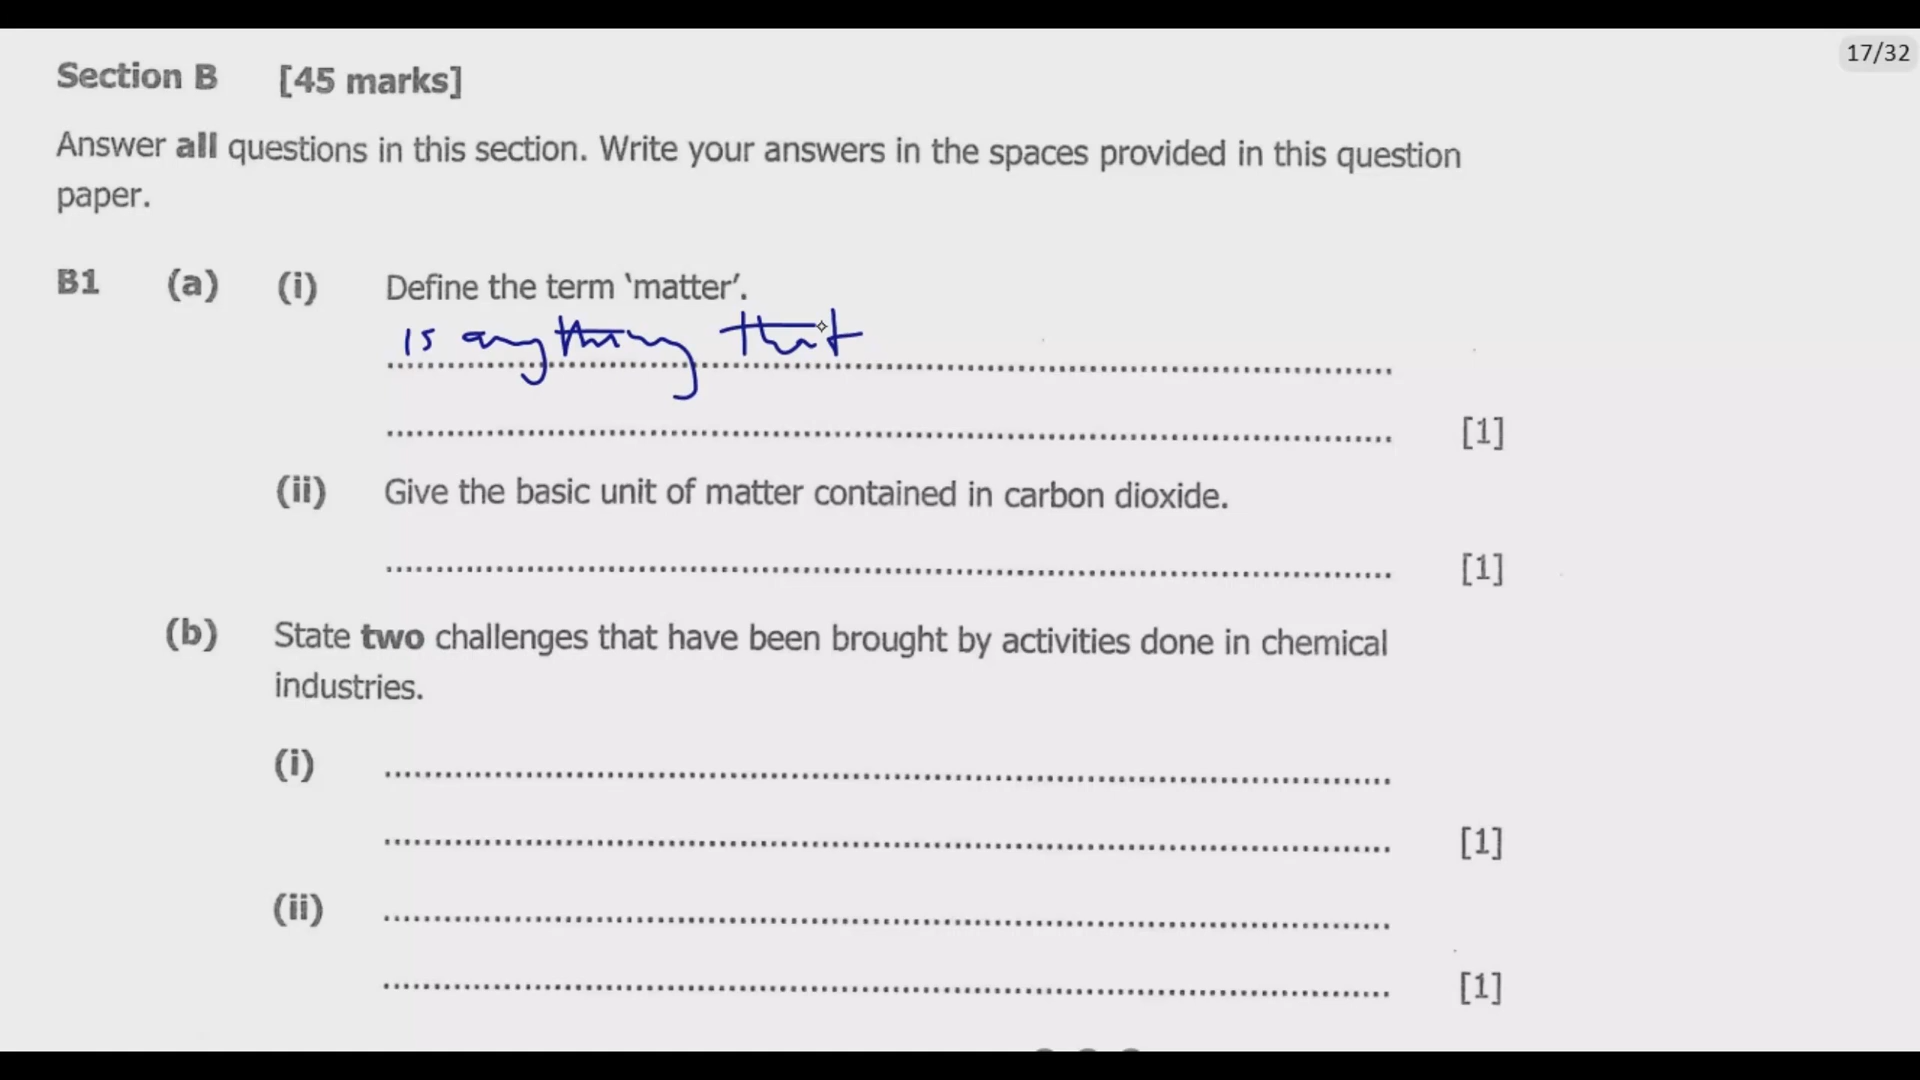 17/32
Section B [45 marks]
Answer all questions in this section. Write your answers in the spaces provided in this question
paper.
B1 (a) (i) Define the term ‘matter’.
is anything that
[1]
(ii) Give the basic unit of matter contained in carbon dioxide.
[1]
(b) State two challenges that have been brought by activities done in chemical
industries.
(i)
[1]
(ii)
[1]